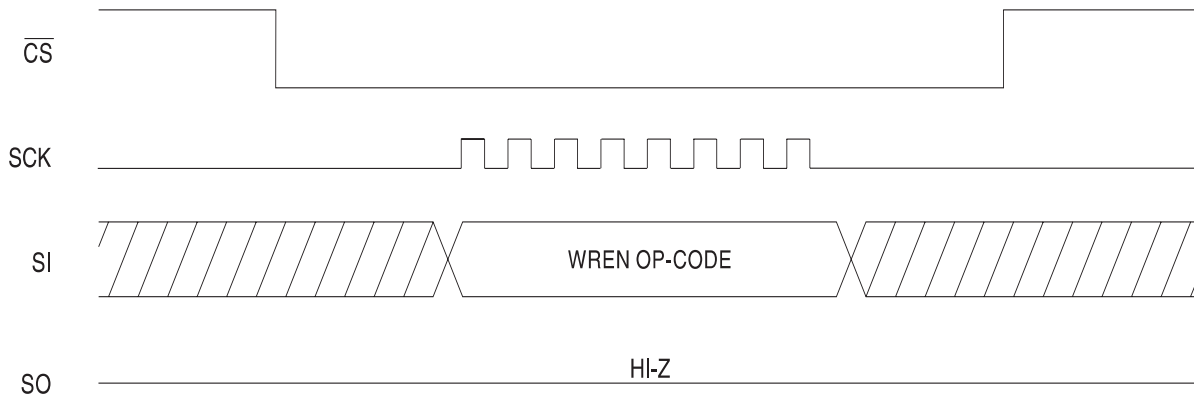 CS
SCK
SI
WREN OP-CODE
HI-Z
SO